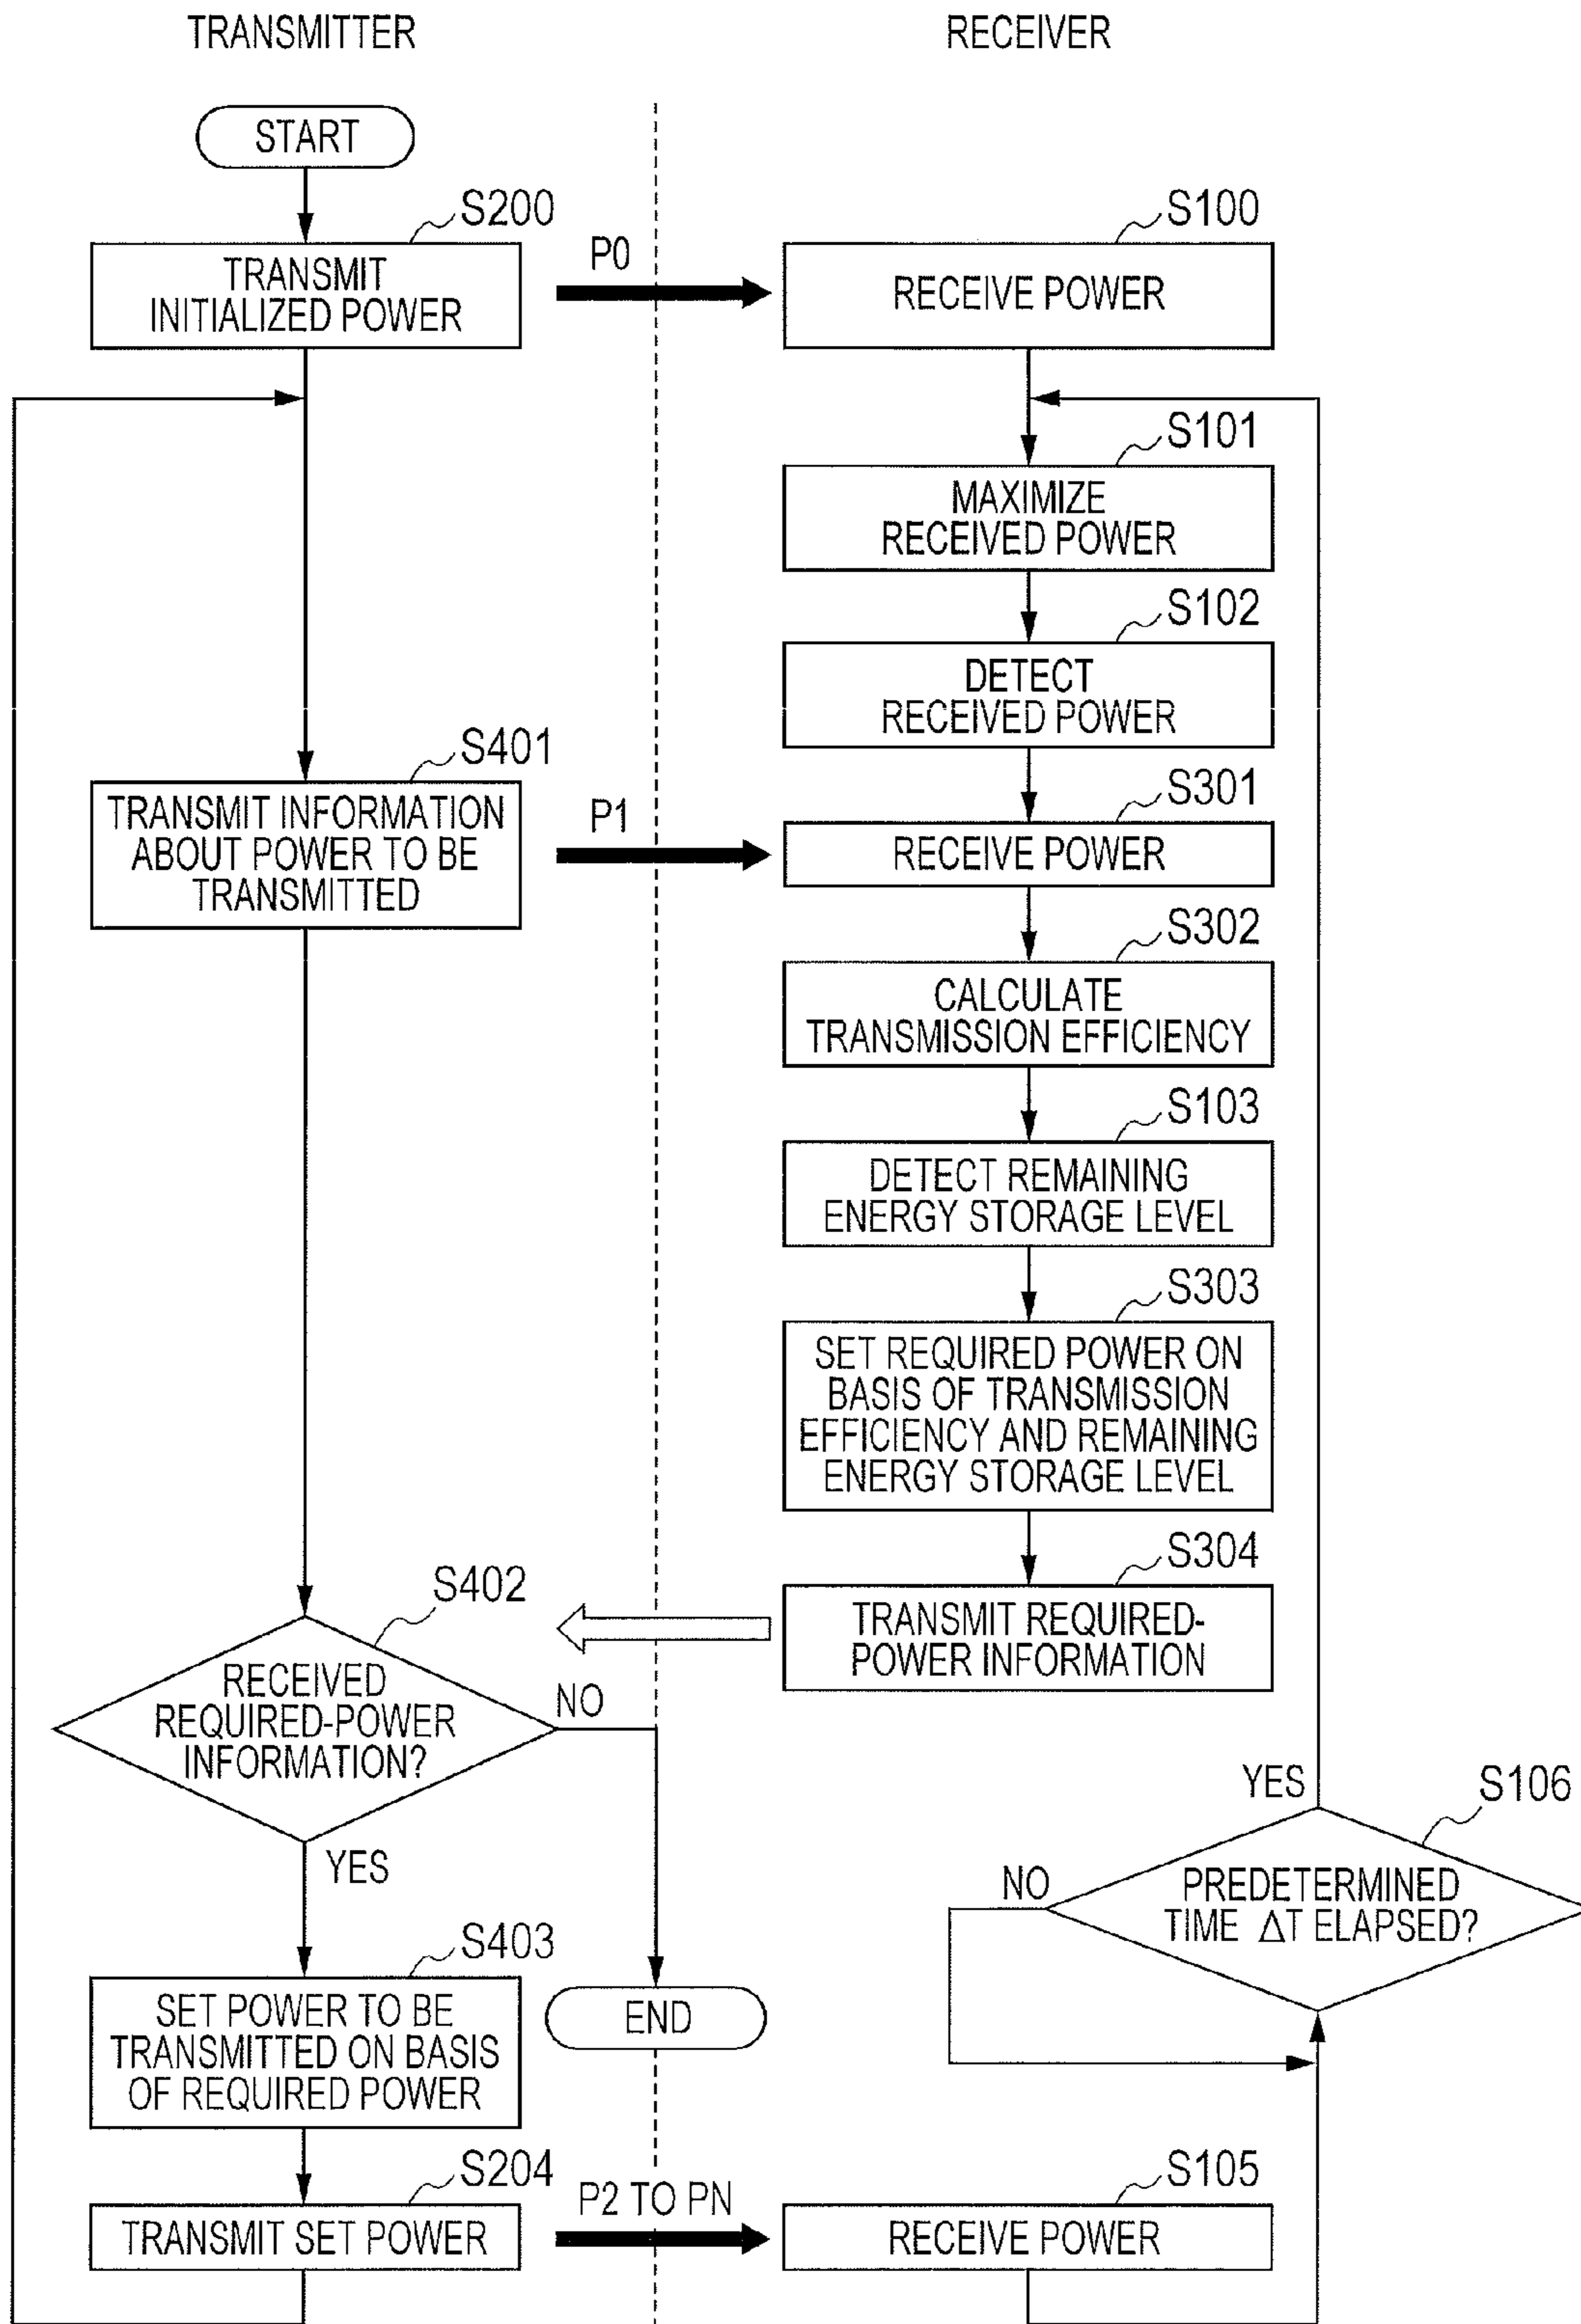 TRANSMITTER
RECEIVER
START
S200
TRANSMIT
INITIALIZED POWER
P0
S100
RECEIVE POWER
S101
MAXIMIZE
RECEIVED POWER
S102
DETECT
RECEIVED POWER
S401
TRANSMIT INFORMATION
ABOUT POWER TO BE
TRANSMITTED
P1
S301
RECEIVE POWER
S302
CALCULATE
TRANSMISSION EFFICIENCY
S103
DETECT REMAINING
ENERGY STORAGE LEVEL
S303
SET REQUIRED POWER ON
BASIS OF TRANSMISSION
EFFICIENCY AND REMAINING
ENERGY STORAGE LEVEL
S304
TRANSMIT REQUIRED-
POWER INFORMATION
S402
RECEIVED
REQUIRED-POWER
INFORMATION?
NO
YES
S106
YES
PREDETERMINED
TIME ΔT ELAPSED?
NO
S403
SET POWER TO BE
TRANSMITTED ON BASIS
OF REQUIRED POWER
END
S204
TRANSMIT SET POWER
P2 TO PN
S105
RECEIVE POWER